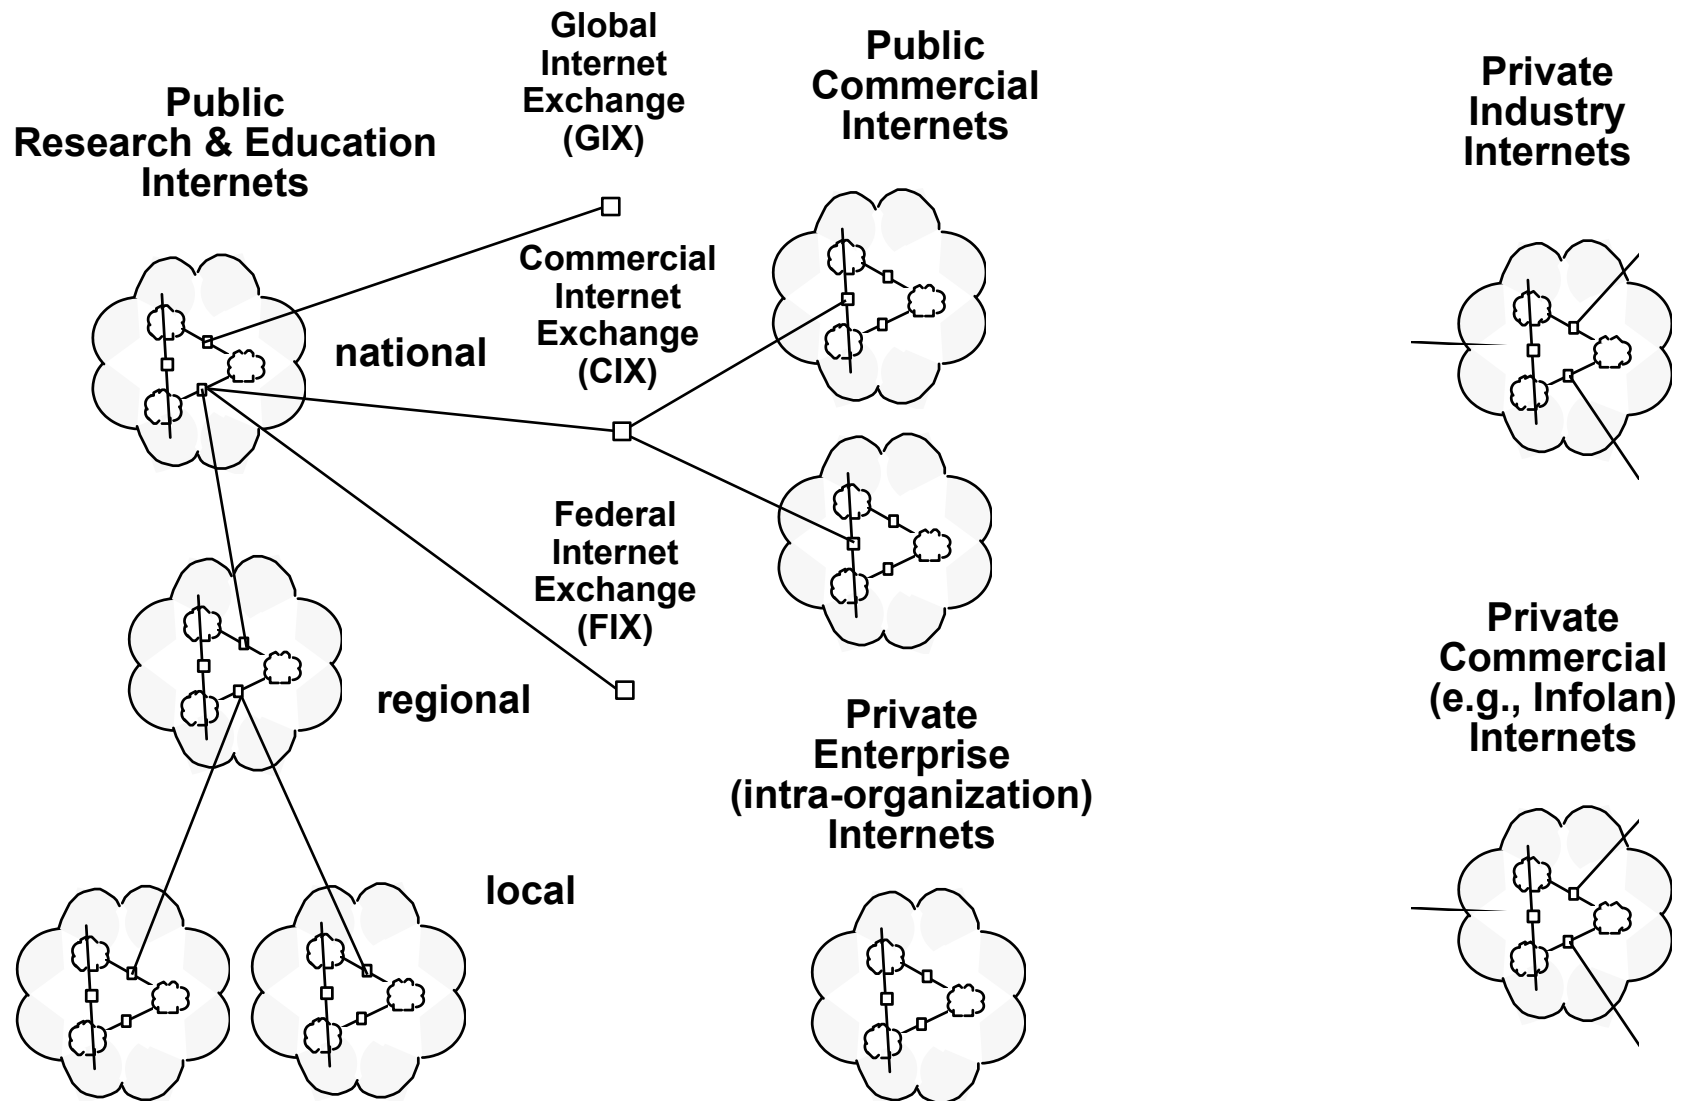 Public
Research & Education
Internets
Global
Internet
Exchange
(GIX)
Public
Commercial
Internets
Private
Industry
Internets
Commercial
Internet
Exchange
(CIX)
national
Federal
Internet
Exchange
(FIX)
regional
Private
Enterprise
(intra-organization)
Internets
Private
Commercial
(e.g., Infolan)
Internets
local